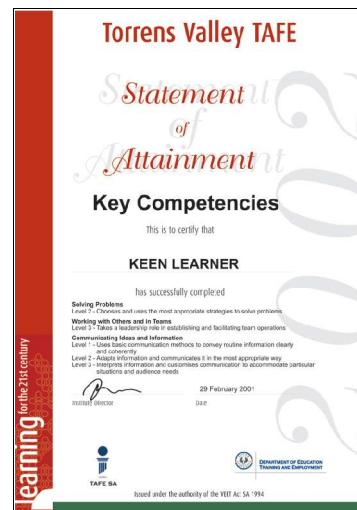 Torrens Valley TAFE
Statement
of
Attainment
Key Competencies
This is to certify that
KEEN LEARNER
has successfully completed
Solving Problems
Level 2 - Chooses and uses the most appropriate strategies to solve problems
Working with Others and in Teams
Level 3 - Takes a leadership role in establishing and facilitating team operations
Communicating Ideas and Information
Level 1 - Uses basic communication methods to convey routine information clearly
and coherently
Level 2 - Adapts information and communicates it in the most appropriate way
Level 3 - Interprets information and customises communication to accommodate particular
situations and audience needs
29 February 2001
Institute Director
Date
learning for the 21st century
TAFE SA
DEPARTMENT OF EDUCATION
TRAINING AND EMPLOYMENT
Issued under the authority of the VEET Act SA 1994